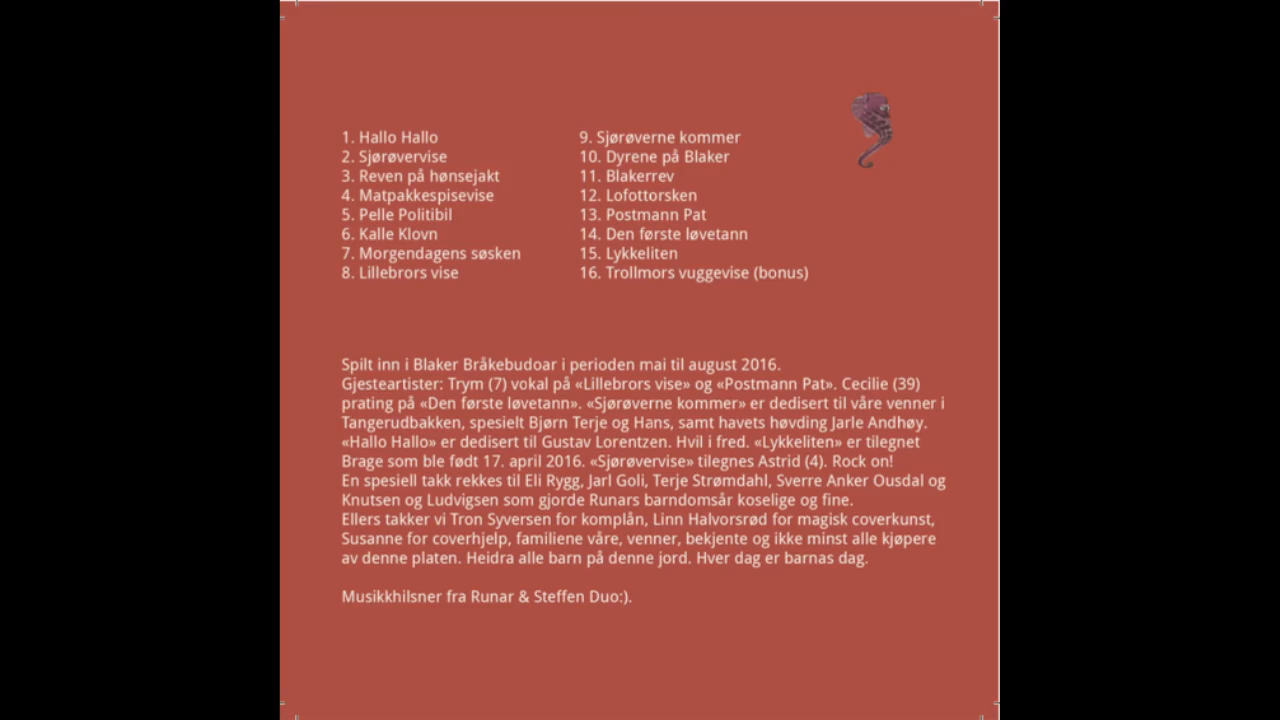 1. Hallo Hallo
2. Sjørøvervise
3. Reven på hønsejakt
4. Matpakkespisevise
5. Pelle Politibil
6. Kalle Klovn
7. Morgendagens søsken
8. Lillebrors vise
9. Sjørøverne kommer
10. Dyrene på Blaker
11. Blakerrev
12. Lofottorsken
13. Postmann Pat
14. Den første løvetann
15. Lykkeliten
16. Trollmors vuggevise (bonus)
Spilt inn i Blaker Bråkebudoar i perioden mai til august 2016.
Gjesteartister: Trym (7) vokal på «Lillebrors vise» og «Postmann Pat». Cecilie (39)
prating på «Den første løvetann». «Sjørøverne kommer» er dedisert til våre venner i
Tangerudbakken, spesielt Bjørn Terje og Hans, samt havets høvding Jarle Andhøy.
«Hallo Hallo» er dedisert til Gustav Lorentzen. Hvil i fred. «Lykkeliten» er tilegnet
Brage som ble født 17. april 2016. «Sjørøvervise» tilegnes Astrid (4). Rock on!
En spesiell takk rekkes til Eli Rygg, Jarl Goli, Terje Strømdahl, Sverre Anker Ousdal og
Knutsen og Ludvigsen som gjorde Runars barndomsår koselige og fine.
Ellers takker vi Tron Syversen for komplån, Linn Halvorsrød for magisk coverkunst,
Susanne for coverhjelp, familiene våre, venner, bekjente og ikke minst alle kjøpere
av denne platen. Heidra alle barn på denne jord. Hver dag er barnas dag.
Musikkhilsner fra Runar & Steffen Duo:).